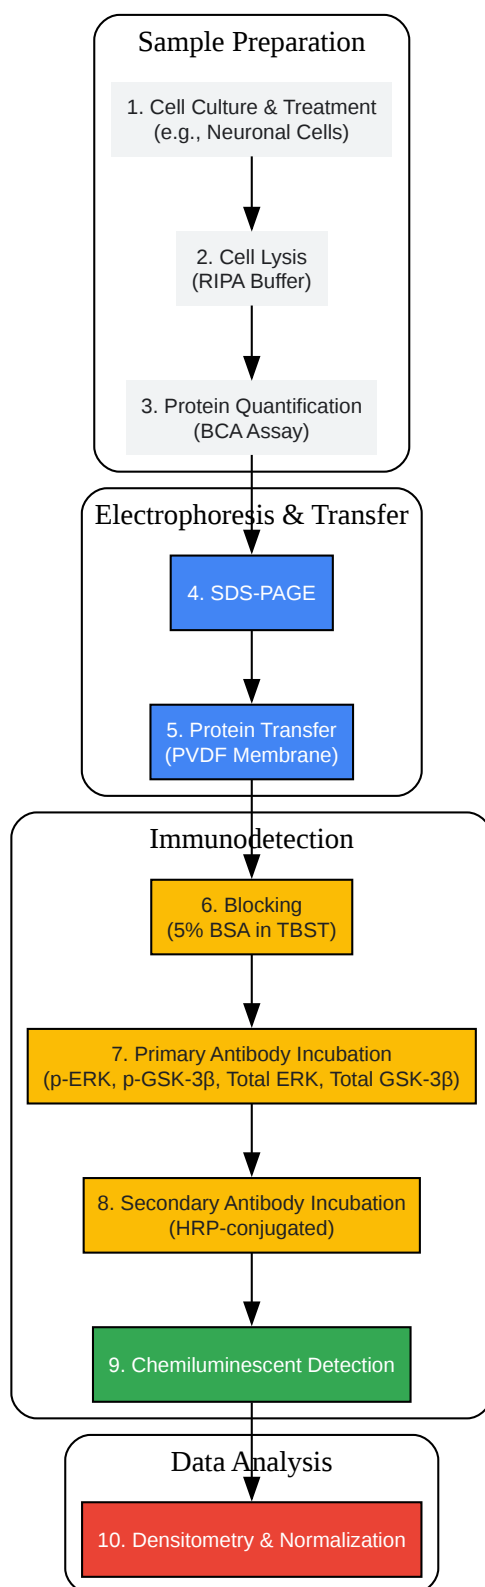 Sample Preparation
1. Cell Culture & Treatment
(e.g., Neuronal Cells)
2. Cell Lysis
(RIPA Buffer)
3. Protein Quantification
(BCA Assay)
Electrophoresis & Transfer
4. SDS-PAGE
5. Protein Transfer
(PVDF Membrane)
Immunodetection
6. Blocking
(5% BSA in TBST)
7. Primary Antibody Incubation
(p-ERK, p-GSK-3β, Total ERK, Total GSK-3β)
8. Secondary Antibody Incubation
(HRP-conjugated)
9. Chemiluminescent Detection
Data Analysis
10. Densitometry & Normalization